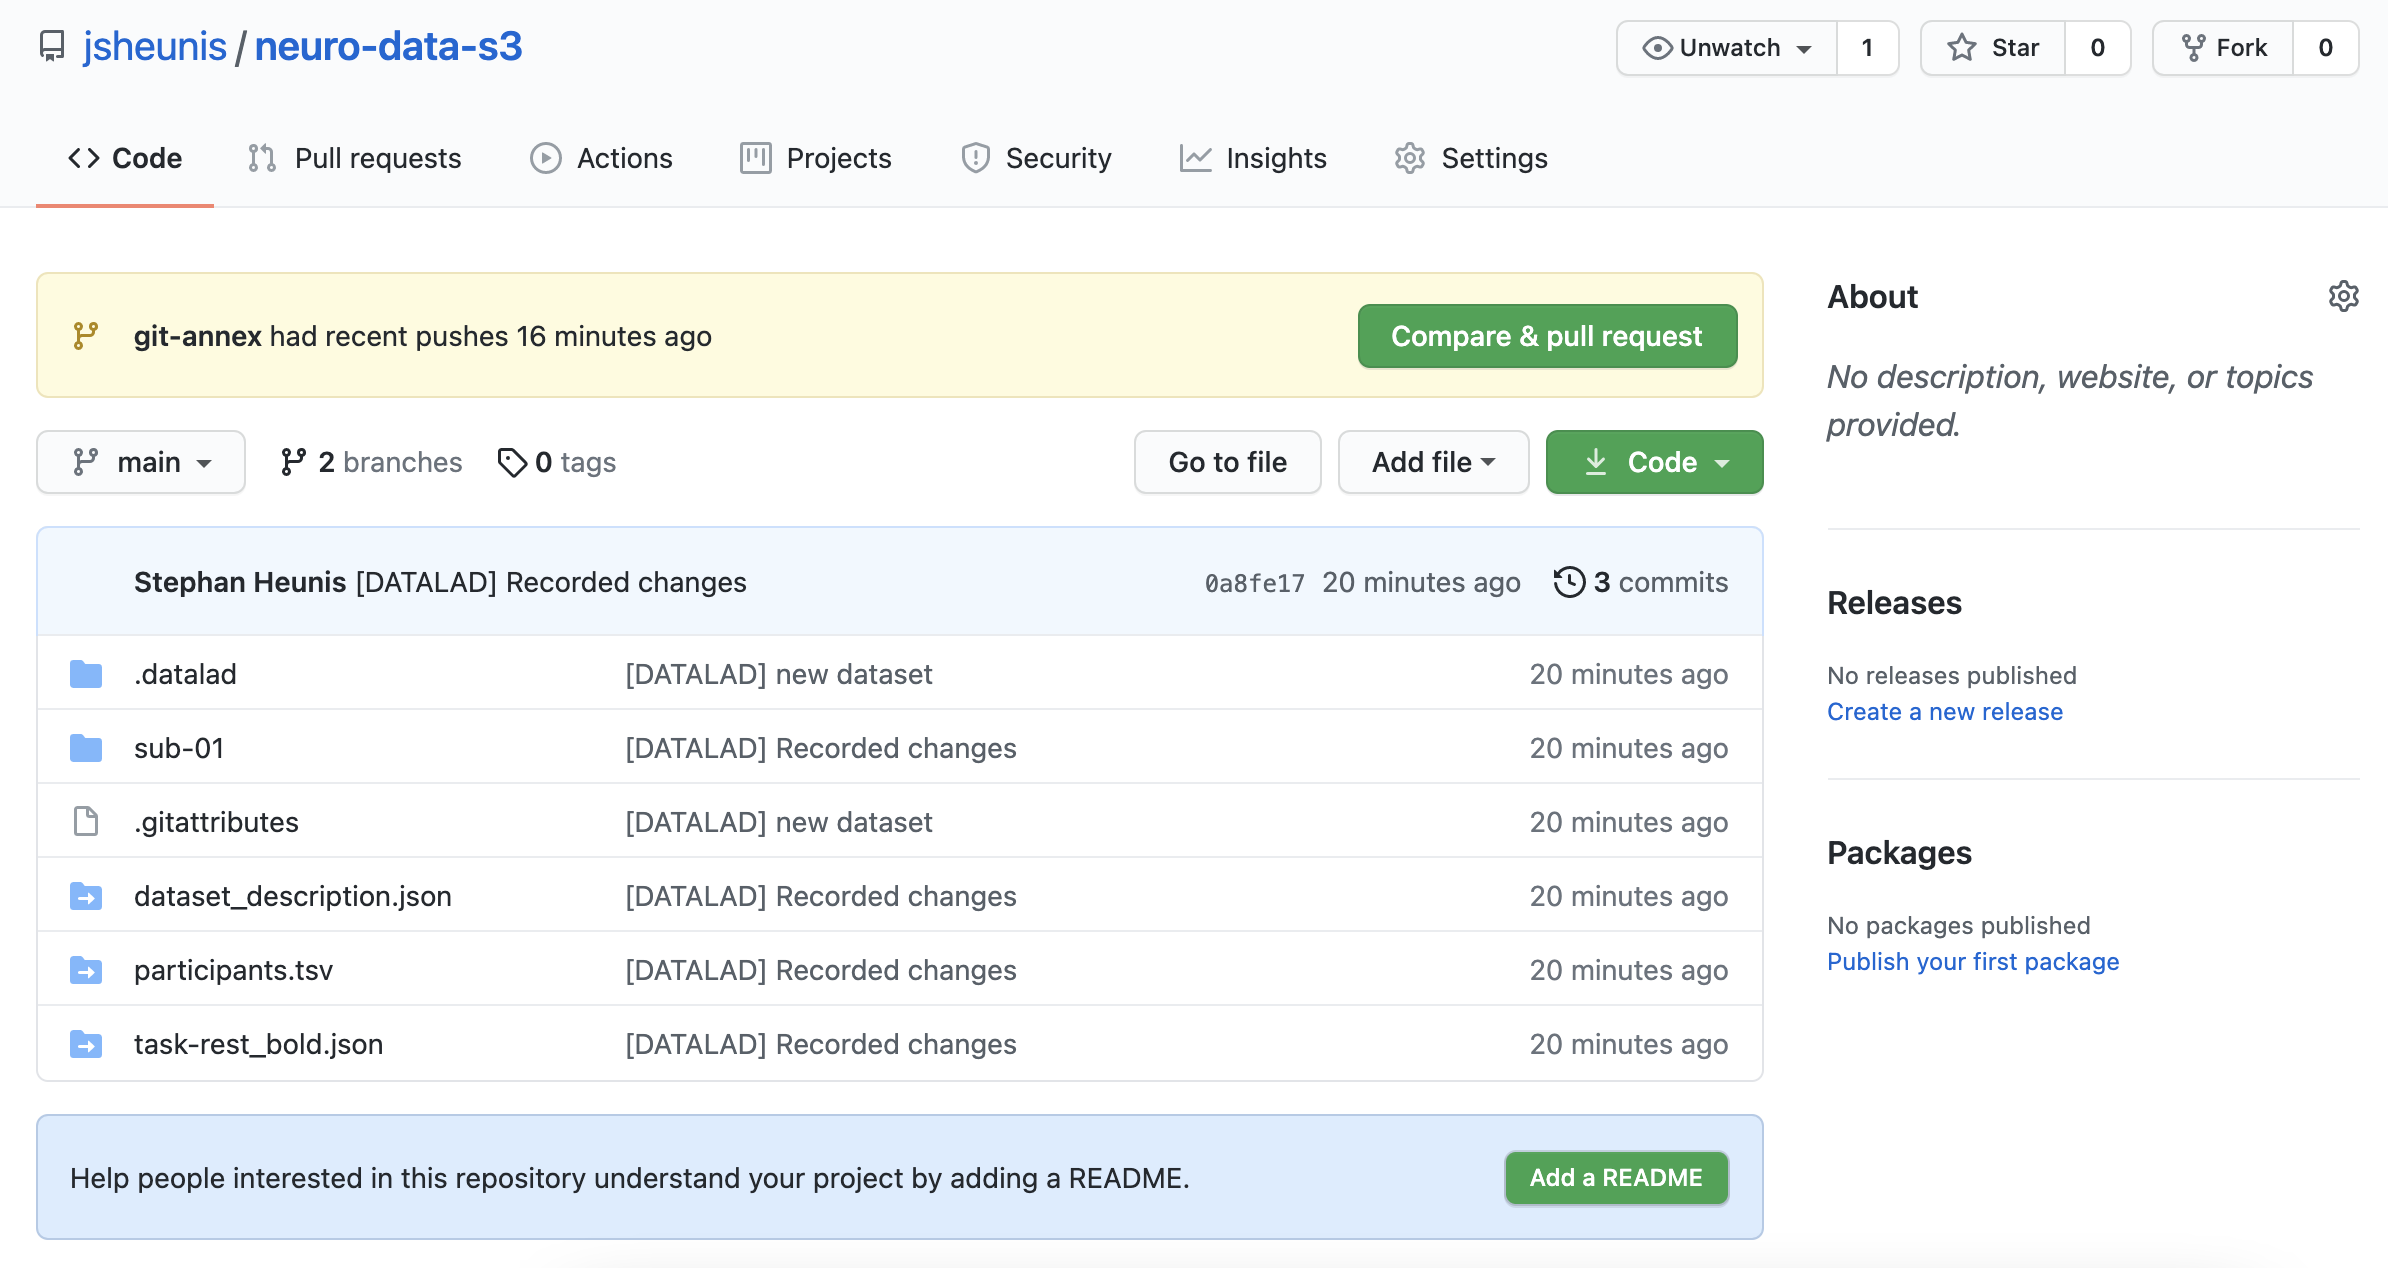 jsheunis / neuro-data-s3
Unwatch 1 Star 0 Fork 0
Code Pull requests Actions Projects Security Insights Settings
git-annex had recent pushes 16 minutes ago
Compare & pull request
main 2 branches 0 tags
Go to file Add file Code
Stephan Heunis [DATALAD] Recorded changes 0a8fe17 20 minutes ago 3 commits
.datalad [DATALAD] new dataset 20 minutes ago
sub-01 [DATALAD] Recorded changes 20 minutes ago
.gitattributes [DATALAD] new dataset 20 minutes ago
dataset_description.json [DATALAD] Recorded changes 20 minutes ago
participants.tsv [DATALAD] Recorded changes 20 minutes ago
task-rest_bold.json [DATALAD] Recorded changes 20 minutes ago
Help people interested in this repository understand your project by adding a README.
Add a README
About
No description, website, or topics
provided.
Releases
No releases published
Create a new release
Packages
No packages published
Publish your first package